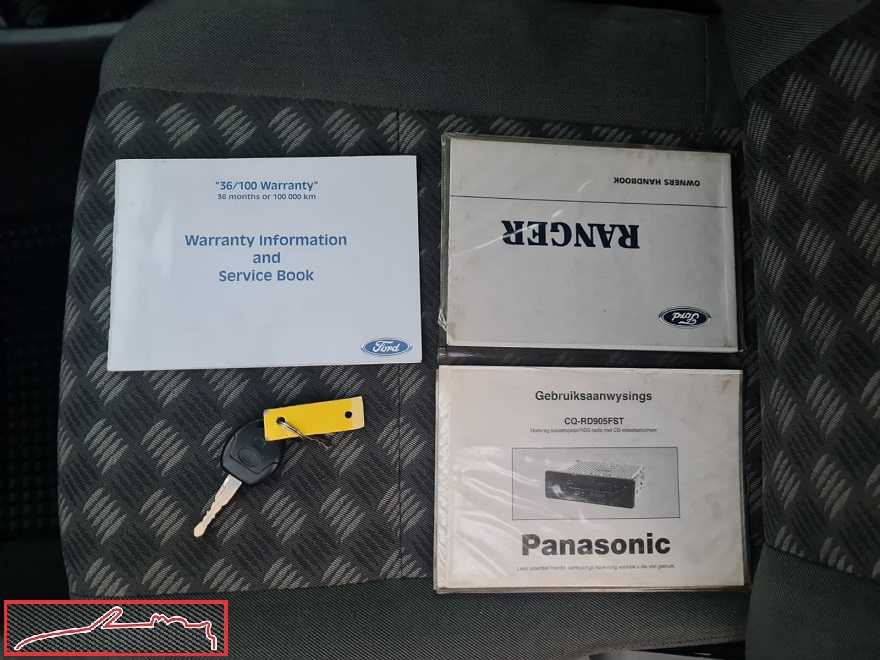 "36/100 Warranty"
36 months or 100 000 km
Warranty Information
and
Service Book
Ford
OWNERS HANDBOOK
RANGER
Ford
Gebruiksaanwysings
CQ-RD905FST
Panasonic